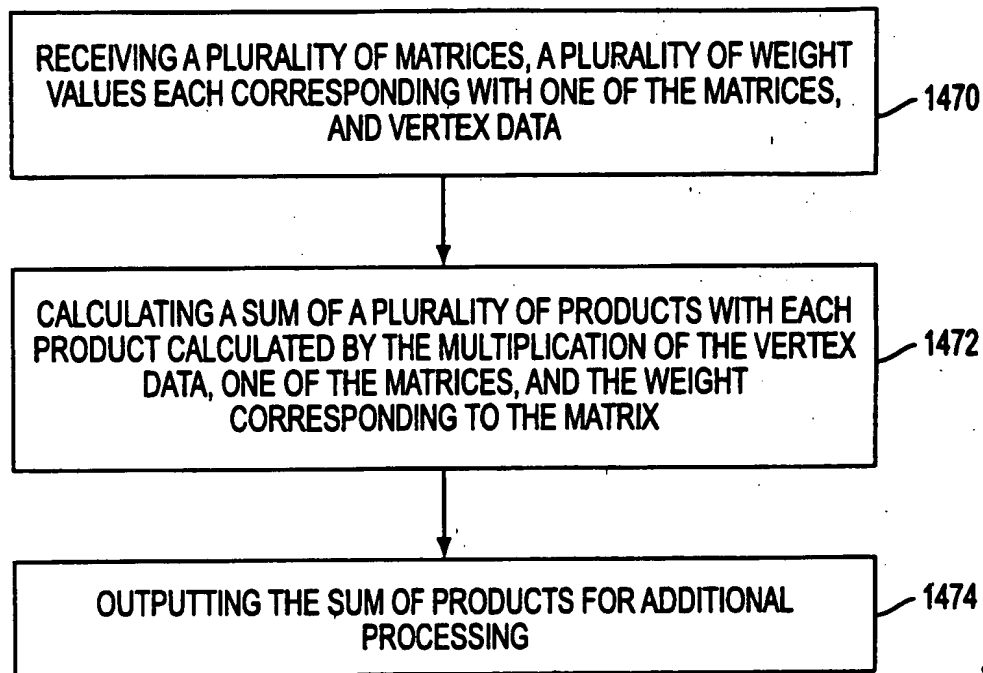 RECEIVING A PLURALITY OF MATRICES, A PLURALITY OF WEIGHT
VALUES EACH CORRESPONDING WITH ONE OF THE MATRICES,
AND VERTEX DATA
1470
CALCULATING A SUM OF A PLURALITY OF PRODUCTS WITH EACH
PRODUCT CALCULATED BY THE MULTIPLICATION OF THE VERTEX
DATA, ONE OF THE MATRICES, AND THE WEIGHT
CORRESPONDING TO THE MATRIX
1472
OUTPUTTING THE SUM OF PRODUCTS FOR ADDITIONAL
PROCESSING
1474